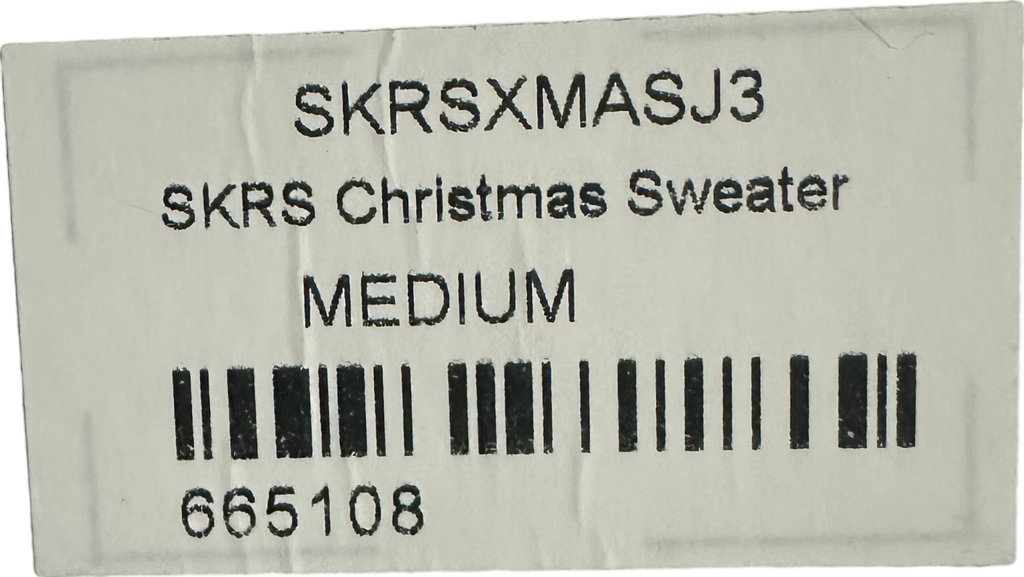 SKRSXMASJ3
SKRS Christmas Sweater
MEDIUM
665108